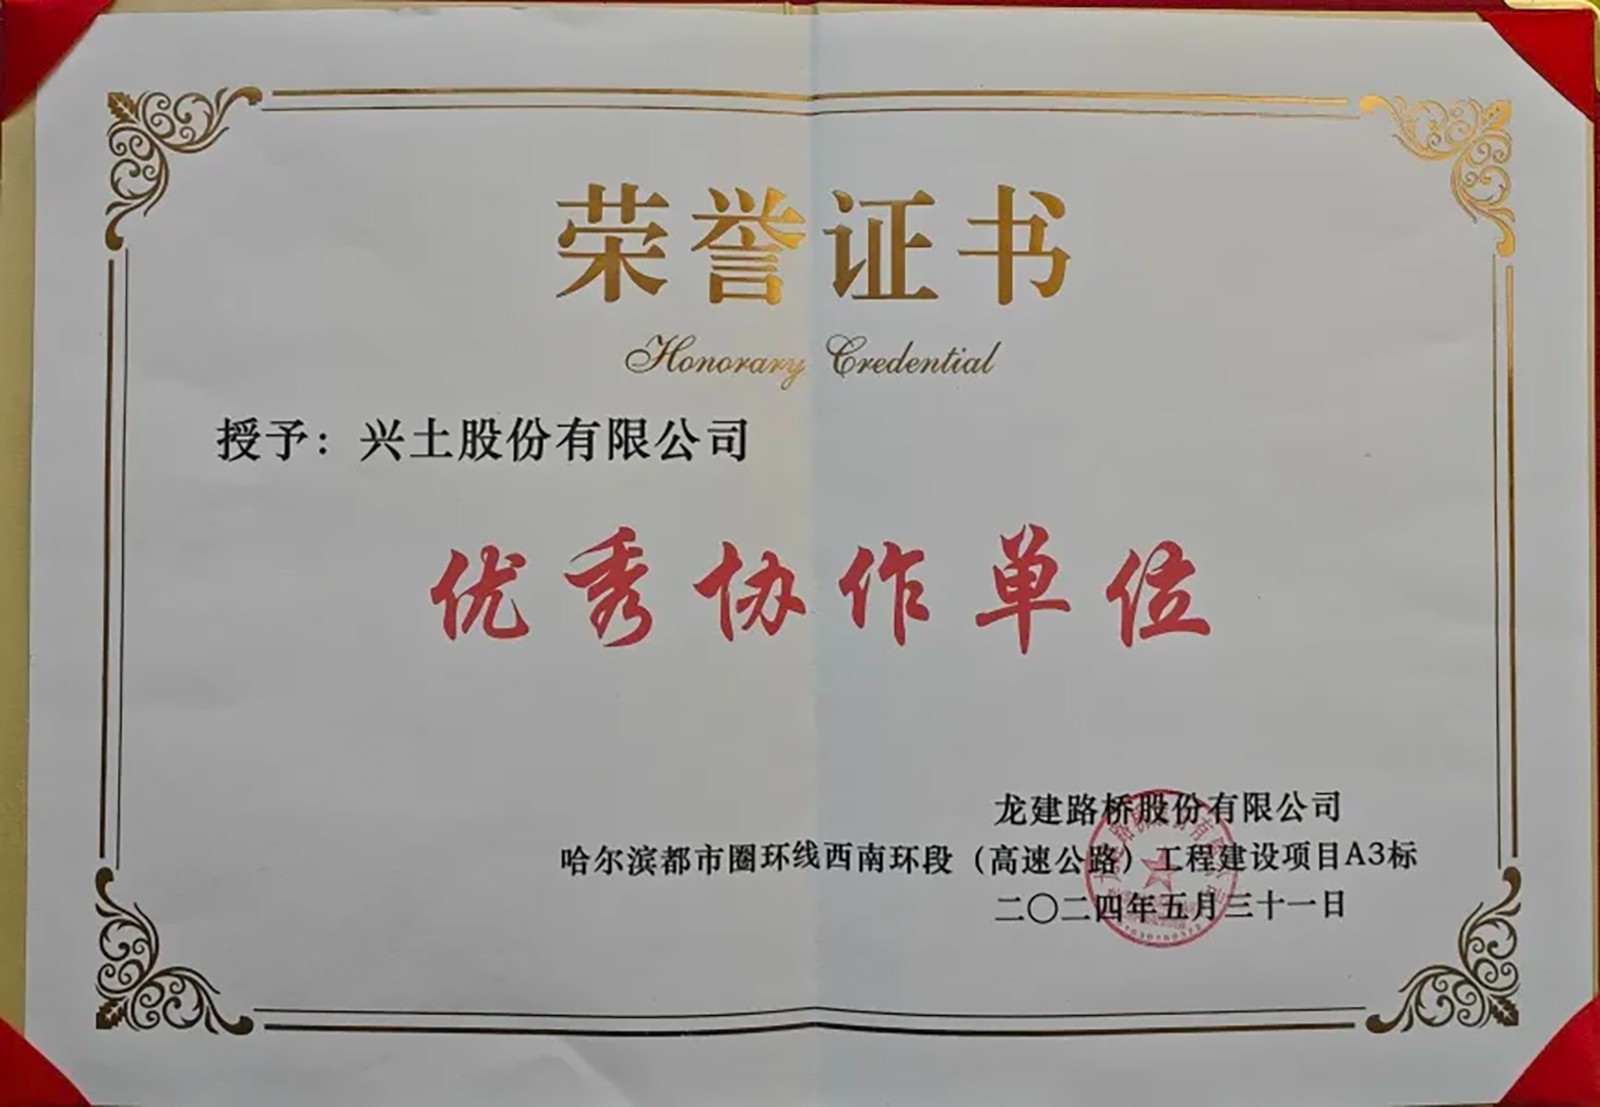 荣誉证书
Honorary Credential
授予：兴土股份有限公司
优秀协作单位
龙建路桥股份有限公司
哈尔滨都市圈环线西南环段（高速公路）工程建设项目A3标
二〇二四年五月三十一日